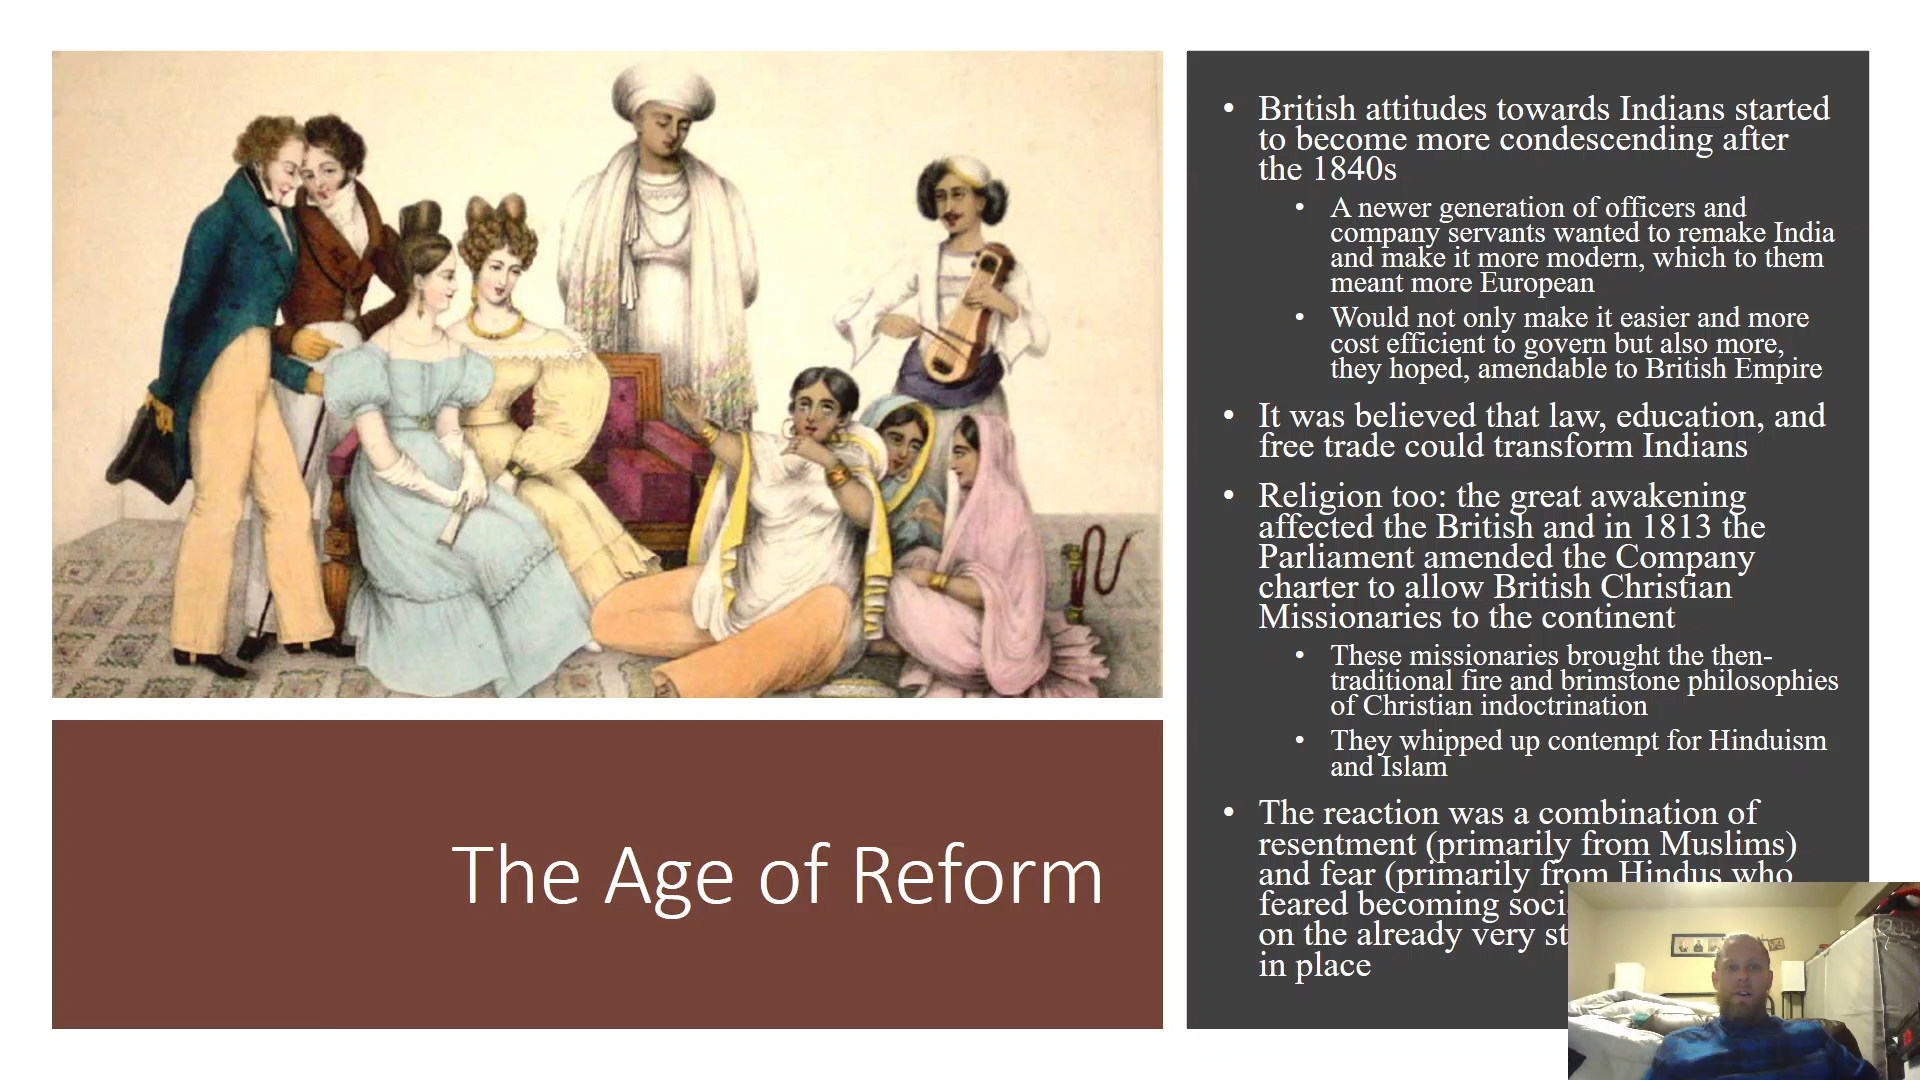 • British attitudes towards Indians started
to become more condescending after
the 1840s
• A newer generation of officers and
company servants wanted to remake India
and make it more modern, which to them
meant more European
• Would not only make it easier and more
cost efficient to govern but also more,
they hoped, amendable to British Empire
• It was believed that law, education, and
free trade could transform Indians
• Religion too: the great awakening
affected the British and in 1813 the
Parliament amended the Company
charter to allow British Christian
Missionaries to the continent
• These missionaries brought the then-
traditional fire and brimstone philosophies
of Christian indoctrination
• They whipped up contempt for Hinduism
and Islam
• The reaction was a combination of
resentment (primarily from Muslims)
and fear (primarily from Hindus who
feared becoming
on the already very
in place
The Age of Reform